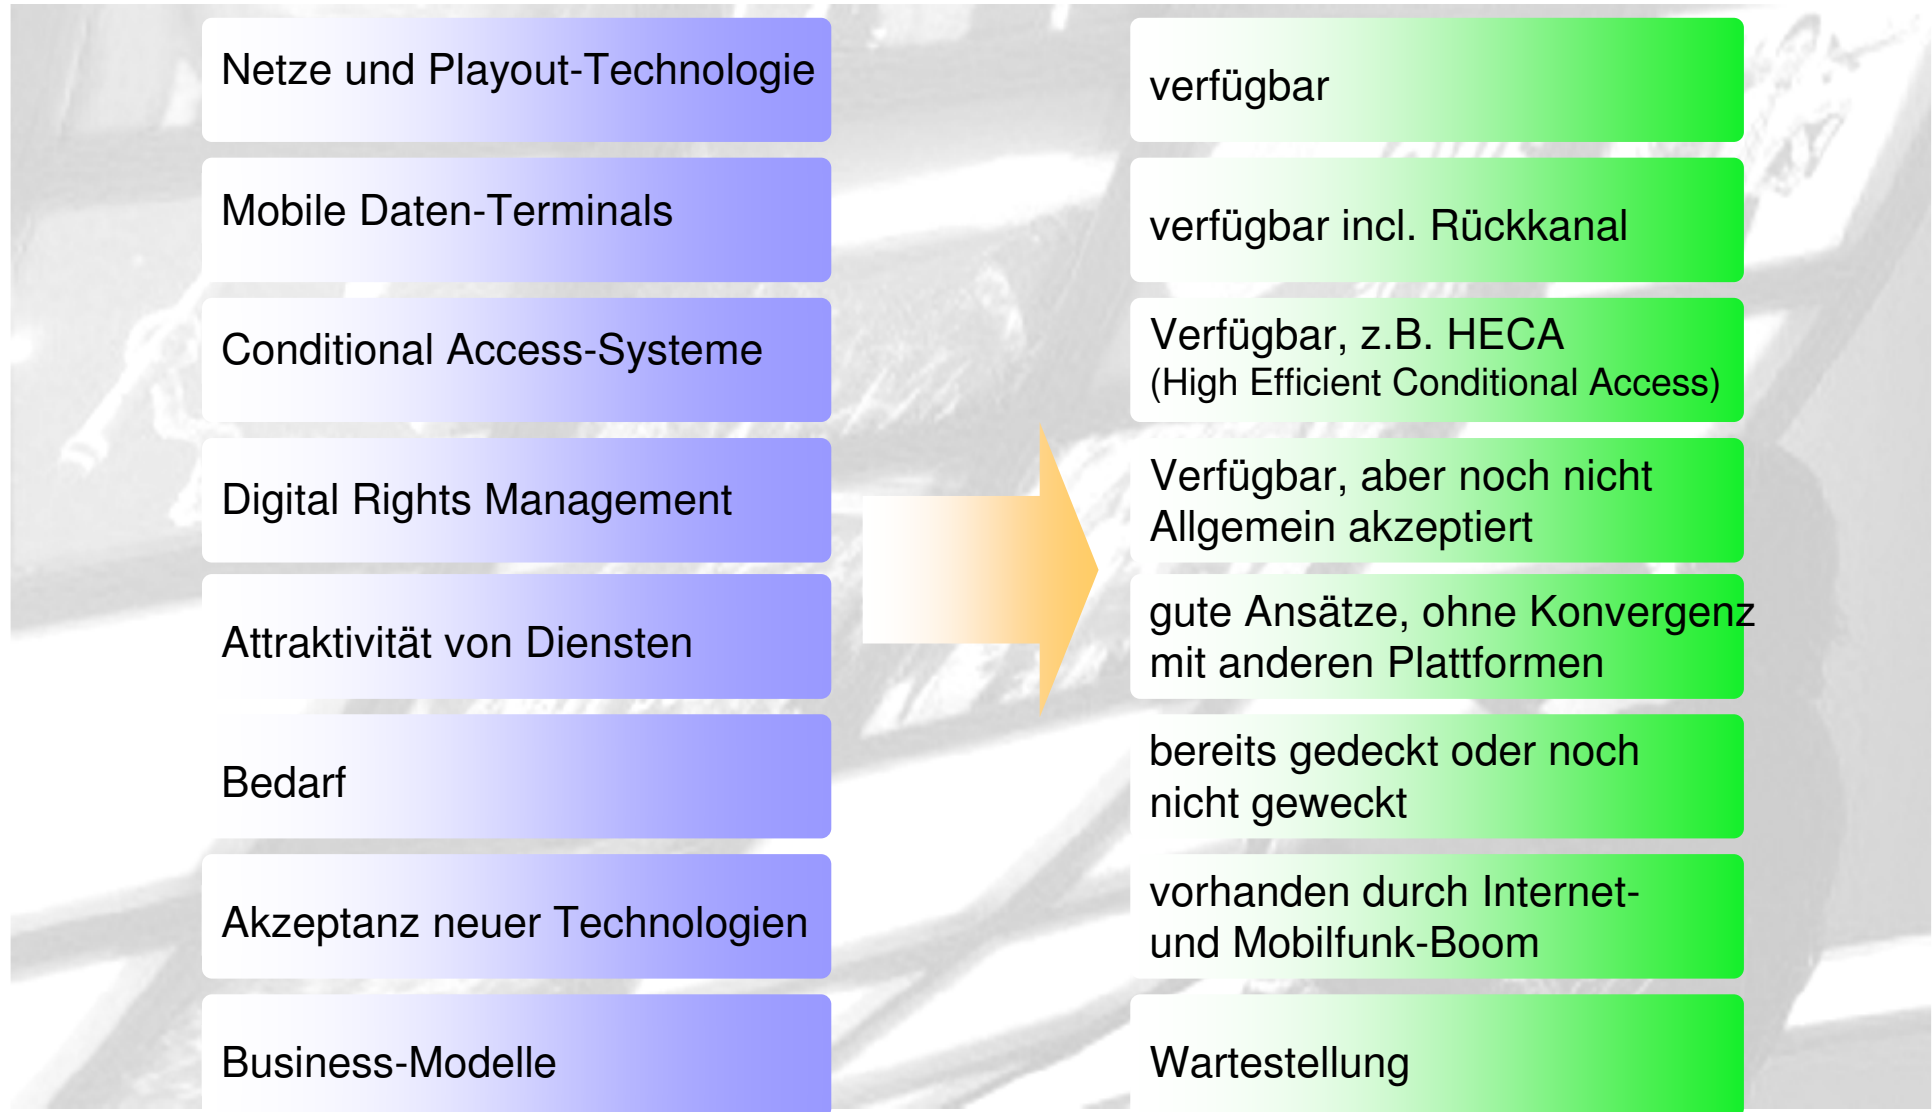 Netze und Playout-Technologie
verfügbar
Mobile Daten-Terminals
verfügbar incl. Rückkanal
Conditional Access-Systeme
Verfügbar, z.B. HECA
(High Efficient Conditional Access)
Digital Rights Management
Verfügbar, aber noch nicht
Allgemein akzeptiert
Attraktivität von Diensten
gute Ansätze, ohne Konvergenz
mit anderen Plattformen
Bedarf
bereits gedeckt oder noch
nicht geweckt
Akzeptanz neuer Technologien
vorhanden durch Internet-
und Mobilfunk-Boom
Business-Modelle
Wartestellung